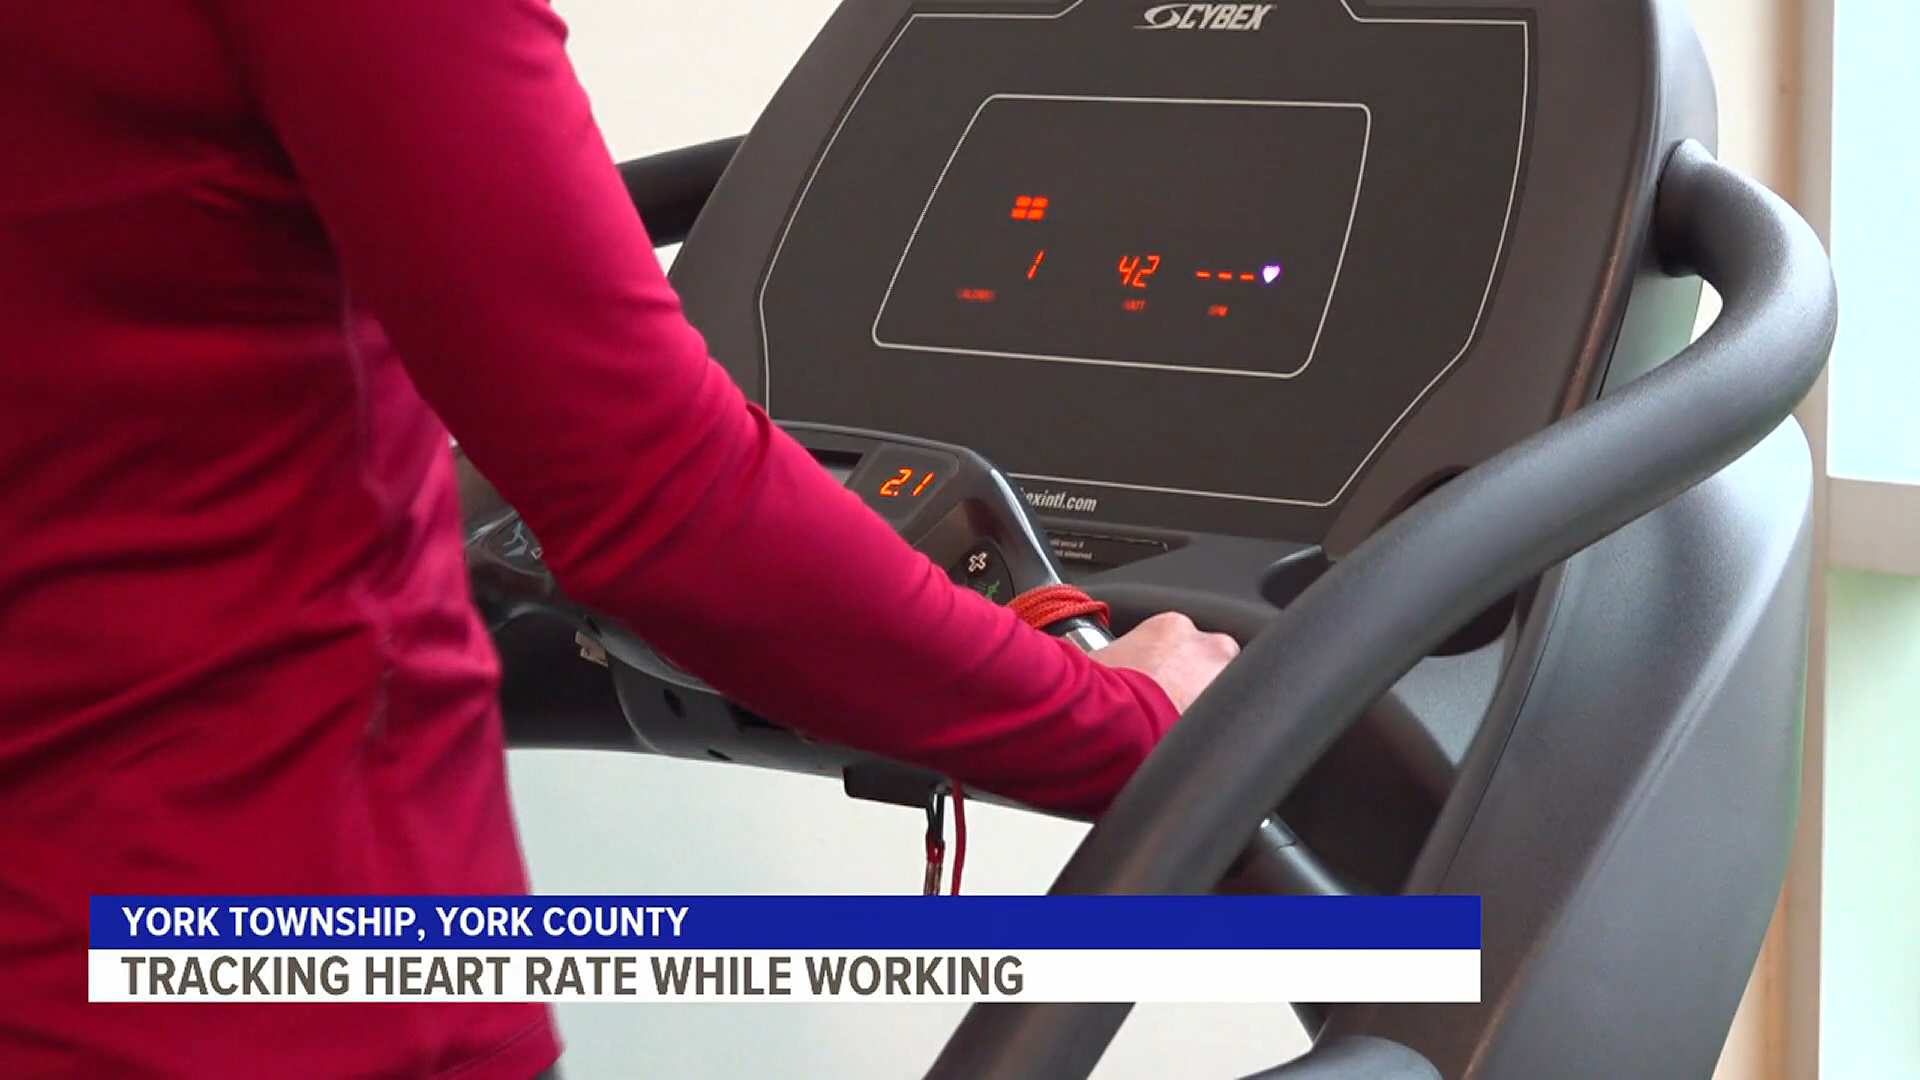 CYBEX
1 42 ---
2.1
exintl.com
YORK TOWNSHIP, YORK COUNTY
TRACKING HEART RATE WHILE WORKING